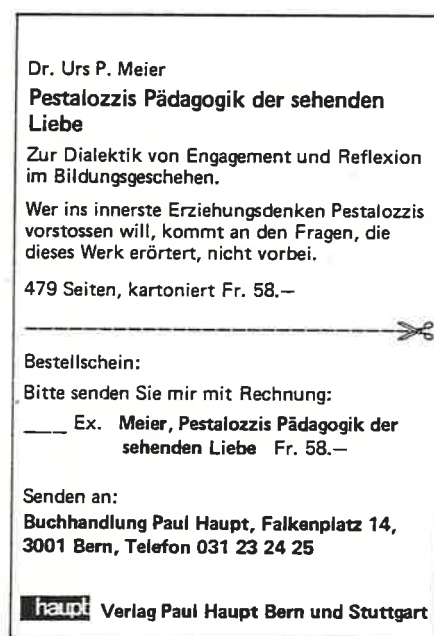 Dr. Urs P. Meier
Pestalozzis Pädagogik der sehenden
Liebe
Zur Dialektik von Engagement und Reflexion
im Bildungsgeschehen.
Wer ins innerste Erziehungsdenken Pestalozzis
vorstossen will, kommt an den Fragen, die
dieses Werk erörtert, nicht vorbei.
479 Seiten, kartoniert Fr. 58.—
Bestellschein:
Bitte senden Sie mir mit Rechnung:
___ Ex. Meier, Pestalozzis Pädagogik der
sehenden Liebe Fr. 58.—
Senden an:
Buchhandlung Paul Haupt, Falkenplatz 14,
3001 Bern, Telefon 031 23 24 25
haupt Verlag Paul Haupt Bern und Stuttgart